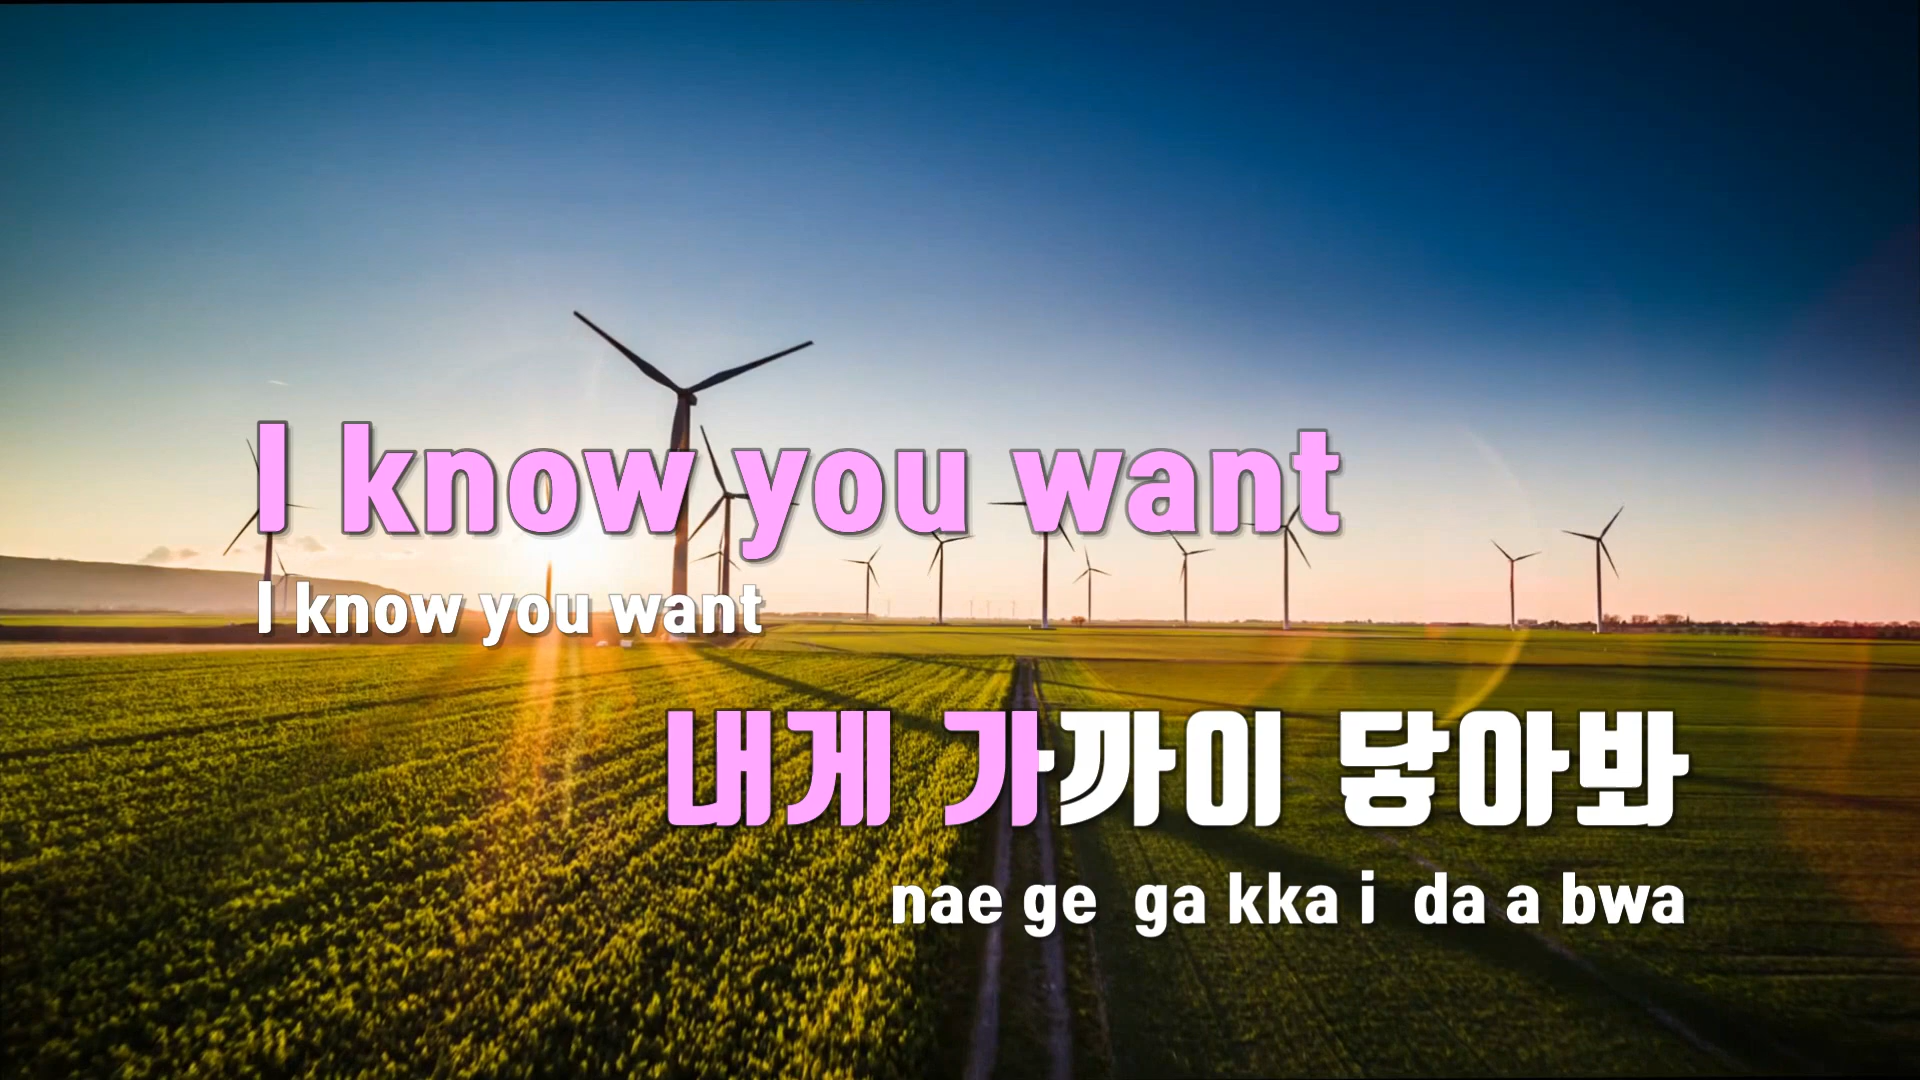 I know you want
I know you want
내게 가까이 닿아봐
nae ge ga kka i da a bwa